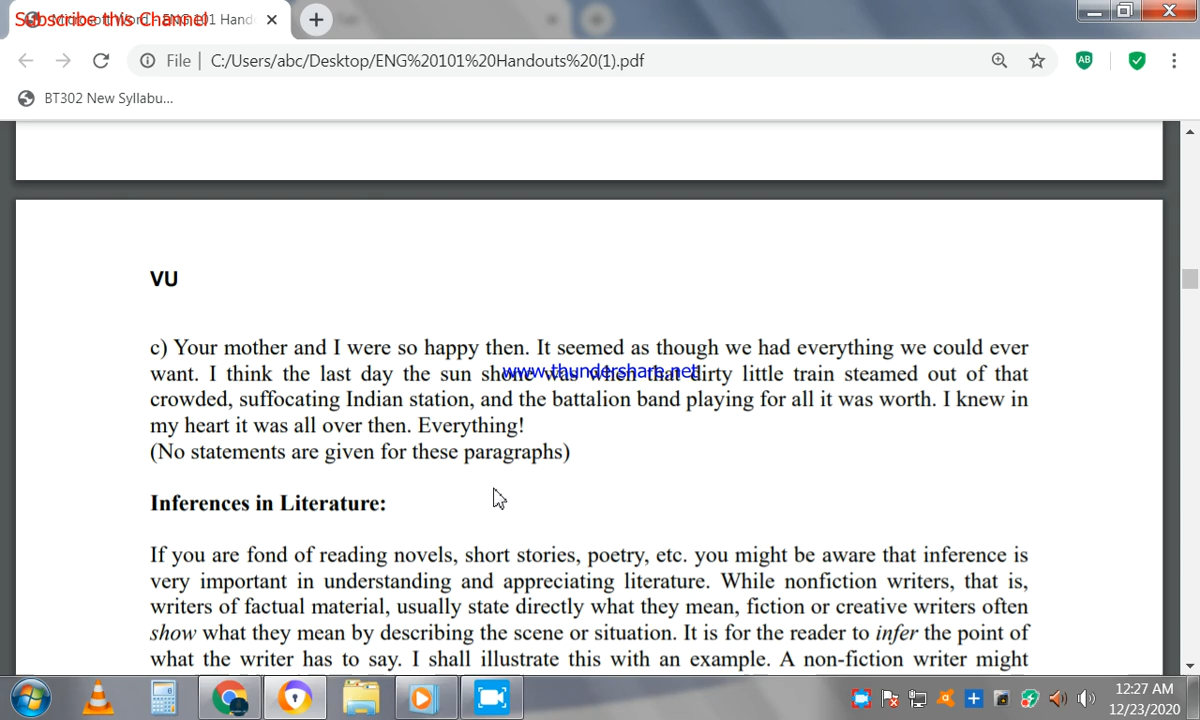 Subscribe this Channel
101 Hand
File | C:/Users/abc/Desktop/ENG%20101%20Handouts%20(1).pdf
BT302 New Syllabu...
VU
c) Your mother and I were so happy then. It seemed as though we had everything we could ever
want. I think the last day the sun shone was when that dirty little train steamed out of that
www.thundershare.net
crowded, suffocating Indian station, and the battalion band playing for all it was worth. I knew in
my heart it was all over then. Everything!
(No statements are given for these paragraphs)
Inferences in Literature:
If you are fond of reading novels, short stories, poetry, etc. you might be aware that inference is
very important in understanding and appreciating literature. While nonfiction writers, that is,
writers of factual material, usually state directly what they mean, fiction or creative writers often
show what they mean by describing the scene or situation. It is for the reader to infer the point of
what the writer has to say. I shall illustrate this with an example. A non-fiction writer might
12:27 AM
12/23/2020